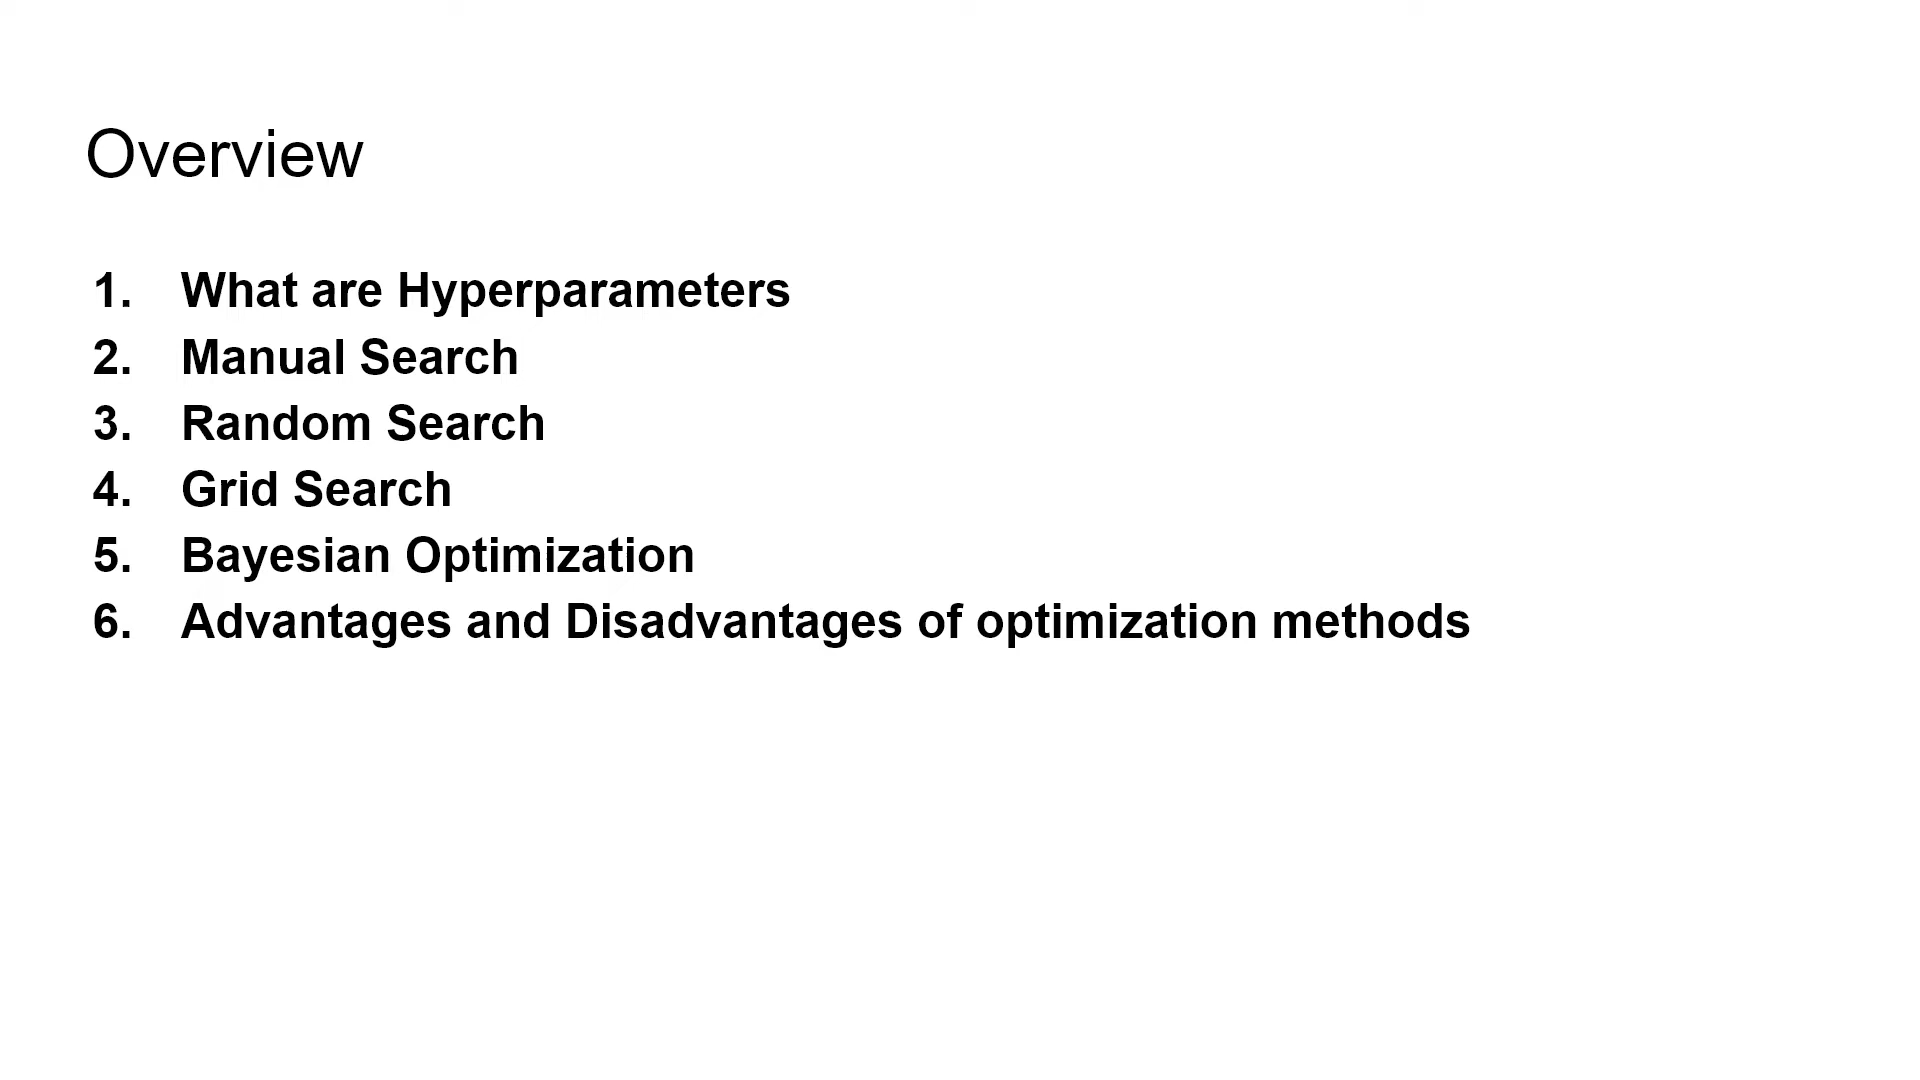 Overview
1. What are Hyperparameters
2. Manual Search
3. Random Search
4. Grid Search
5. Bayesian Optimization
6. Advantages and Disadvantages of optimization methods